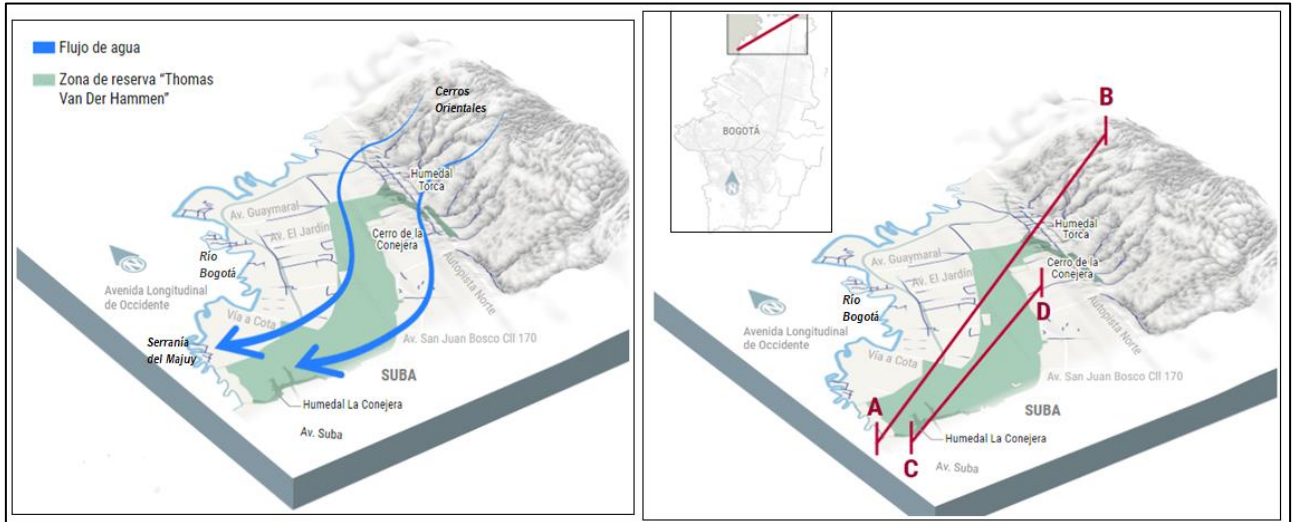 Flujo de agua
Zona de reserva “Thomas
Van Der Hammen”
Cerros
Orientales
Humedal
Torca
Av. Guaymaral
Av. El Jardín
Cerro de la
Conejera
Río
Bogotá
Autopista Norte
N
Avenida Longitudinal
de Occidente
Vía a Cota
Serranía
del Majuy
Av. San Juan Bosco Cll 170
SUBA
Humedal La Conejera
Av. Suba
BOGOTÁ
N
B
Humedal
Torca
Av. Guaymaral
Cerro de la
Conejera
Av. El Jardín
Río
Bogotá
Autopista Norte
N
D
Avenida Longitudinal
de Occidente
Vía a Cota
Av. San Juan Bosco Cll 170
A
SUBA
Humedal La Conejera
C
Av. Suba